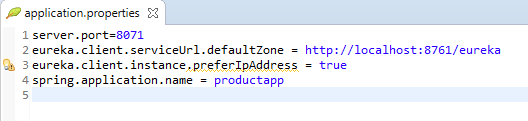 application.properties
1 server.port=8071
2 eureka.client.serviceUrl.defaultZone = http://localhost:8761/eureka
3 eureka.client.instance.preferIpAddress = true
4 spring.application.name = productapp
5